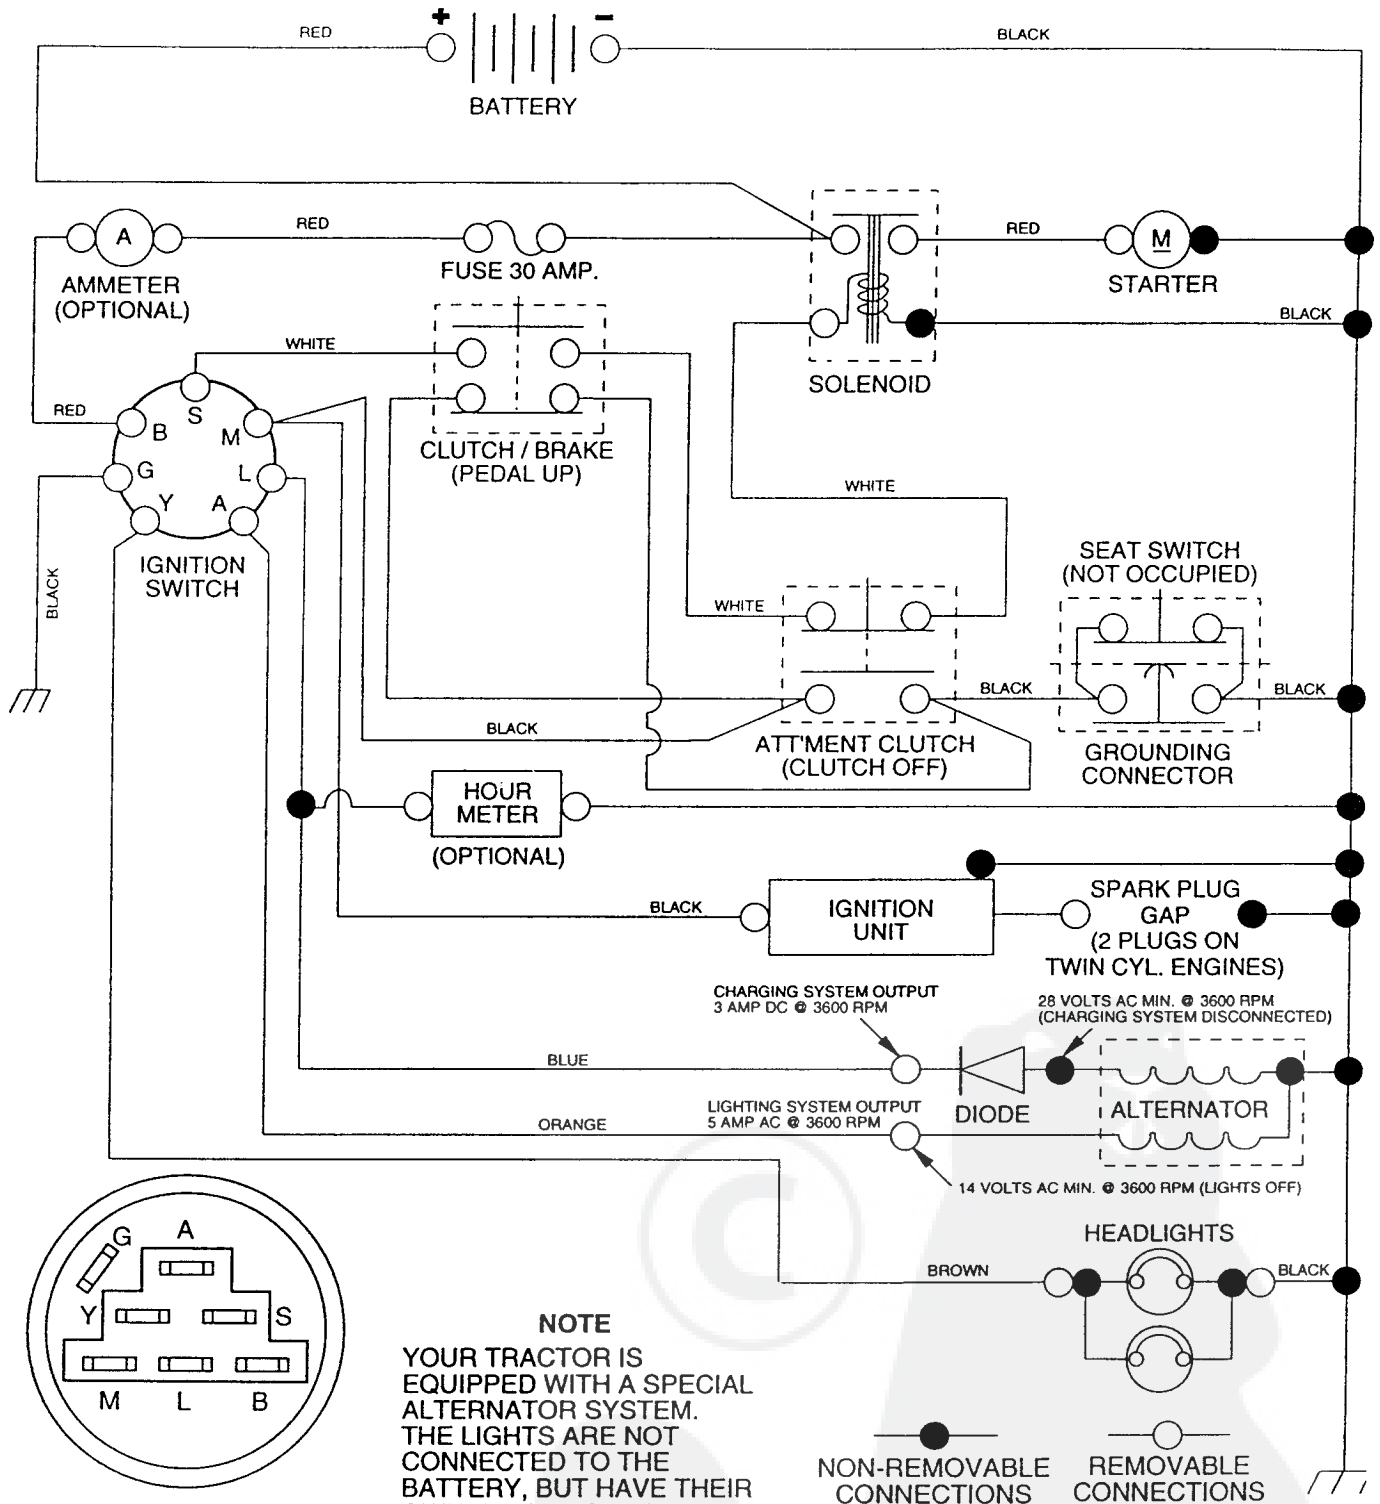 + −
RED
BLACK
BATTERY
A
RED
RED
M
AMMETER
(OPTIONAL)
FUSE 30 AMP.
STARTER
BLACK
WHITE
SOLENOID
RED
S
B
M
G
L
Y
A
CLUTCH / BRAKE
(PEDAL UP)
WHITE
IGNITION
SWITCH
BLACK
SEAT SWITCH
(NOT OCCUPIED)
WHITE
BLACK
BLACK
BLACK
ATT'MENT CLUTCH
(CLUTCH OFF)
GROUNDING
CONNECTOR
HOUR
METER
(OPTIONAL)
BLACK
IGNITION
UNIT
SPARK PLUG
GAP
(2 PLUGS ON
TWIN CYL. ENGINES)
CHARGING SYSTEM OUTPUT
3 AMP DC @ 3600 RPM
28 VOLTS AC MIN. @ 3600 RPM
(CHARGING SYSTEM DISCONNECTED)
BLUE
DIODE
ALTERNATOR
LIGHTING SYSTEM OUTPUT
5 AMP AC @ 3600 RPM
ORANGE
14 VOLTS AC MIN. @ 3600 RPM (LIGHTS OFF)
©
HEADLIGHTS
BROWN
BLACK
G
A
Y
S
M
L
B
NOTE
YOUR TRACTOR IS
EQUIPPED WITH A SPECIAL
ALTERNATOR SYSTEM.
THE LIGHTS ARE NOT
CONNECTED TO THE
BATTERY, BUT HAVE THEIR
NON-REMOVABLE
CONNECTIONS
REMOVABLE
CONNECTIONS